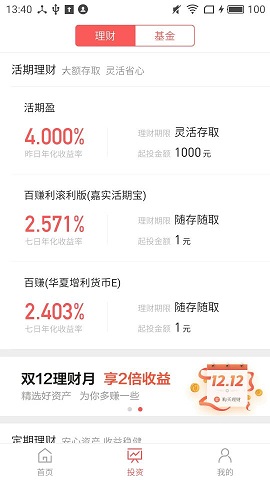 13:40 100
理财 基金
活期理财 大额存取 灵活省心
活期盈
4.000% 理财期限 灵活存取
昨日年化收益率 起投金额 1000 元
百赚利滚利版(嘉实活期宝)
2.571% 理财期限 随存随取
七日年化收益率 起投金额 1 元
百赚(华夏增利货币E)
2.403% 理财期限 随存随取
七日年化收益率 起投金额 1 元
双12理财月 享2倍收益 12.12
精选好资产 为你多赚一些
定期理财 安心资产 收益稳健
首页 投资 我的